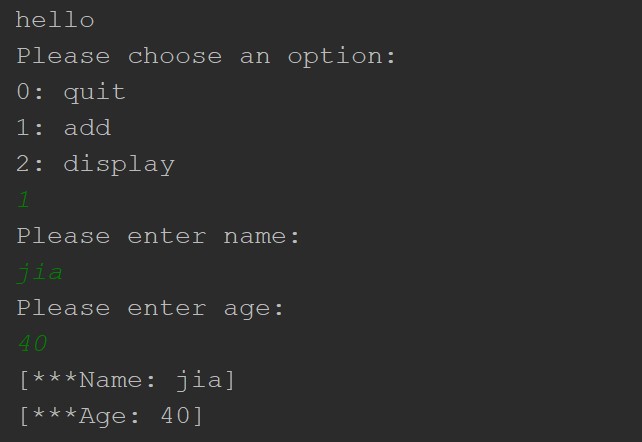 hello
Please choose an option:
0: quit
1: add
2: display
1
Please enter name:
jia
Please enter age:
40
[***Name: jia]
[***Age: 40]